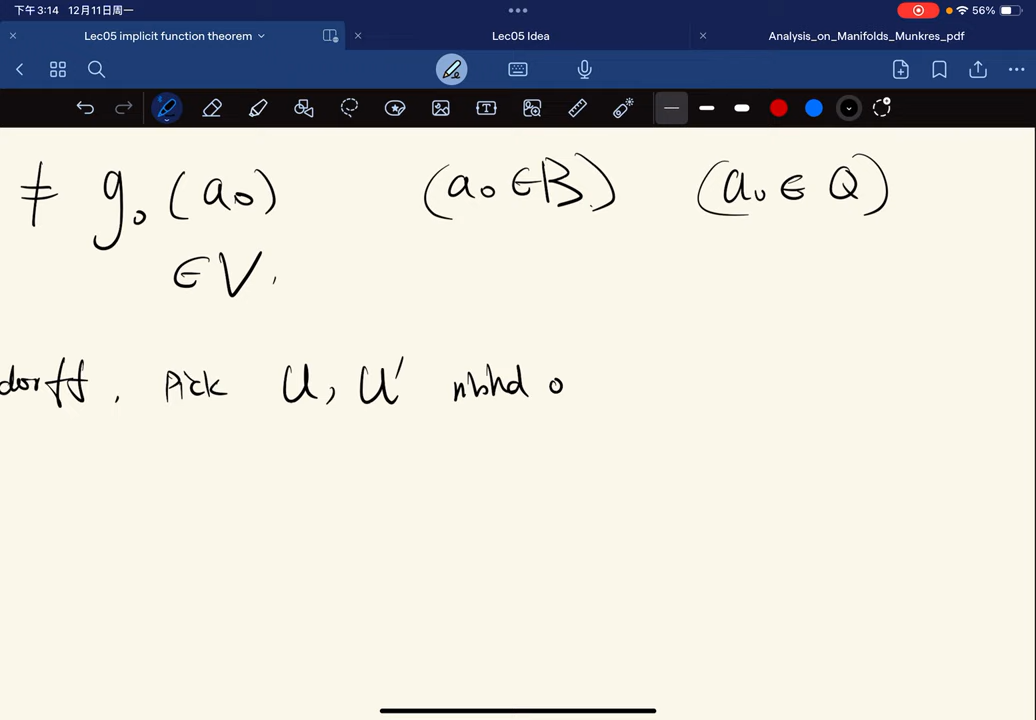 下午3:14 12月11日周一
56%
Lec05 implicit function theorem
Lec05 Idea
Analysis_on_Manifolds_Munkres_pdf
≠ g₀ (a₀) (a₀ ∈ B) (a₀ ∈ Q)
∈ V.
dorff. Pick U, U′ nbhd o